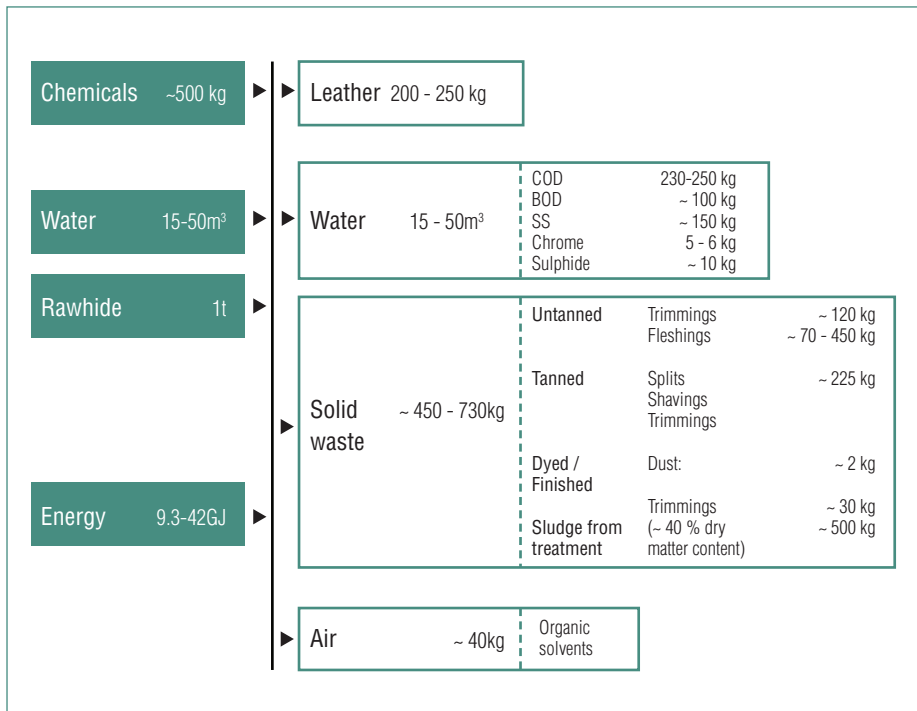 Chemicals ~500 kg
Leather 200 - 250 kg
Water 15-50m³
Water 15 - 50m³
COD 230-250 kg
BOD ~ 100 kg
SS ~ 150 kg
Chrome 5 - 6 kg
Sulphide ~ 10 kg
Rawhide 1t
Energy 9.3-42GJ
Solid
waste
~ 450 - 730kg
Untanned Trimmings ~ 120 kg
Fleshings ~ 70 - 450 kg
Tanned Splits ~ 225 kg
Shavings
Trimmings
Dyed / Dust: ~ 2 kg
Finished
Trimmings ~ 30 kg
Sludge from (~ 40 % dry ~ 500 kg
treatment matter content)
Air ~ 40kg
Organic
solvents